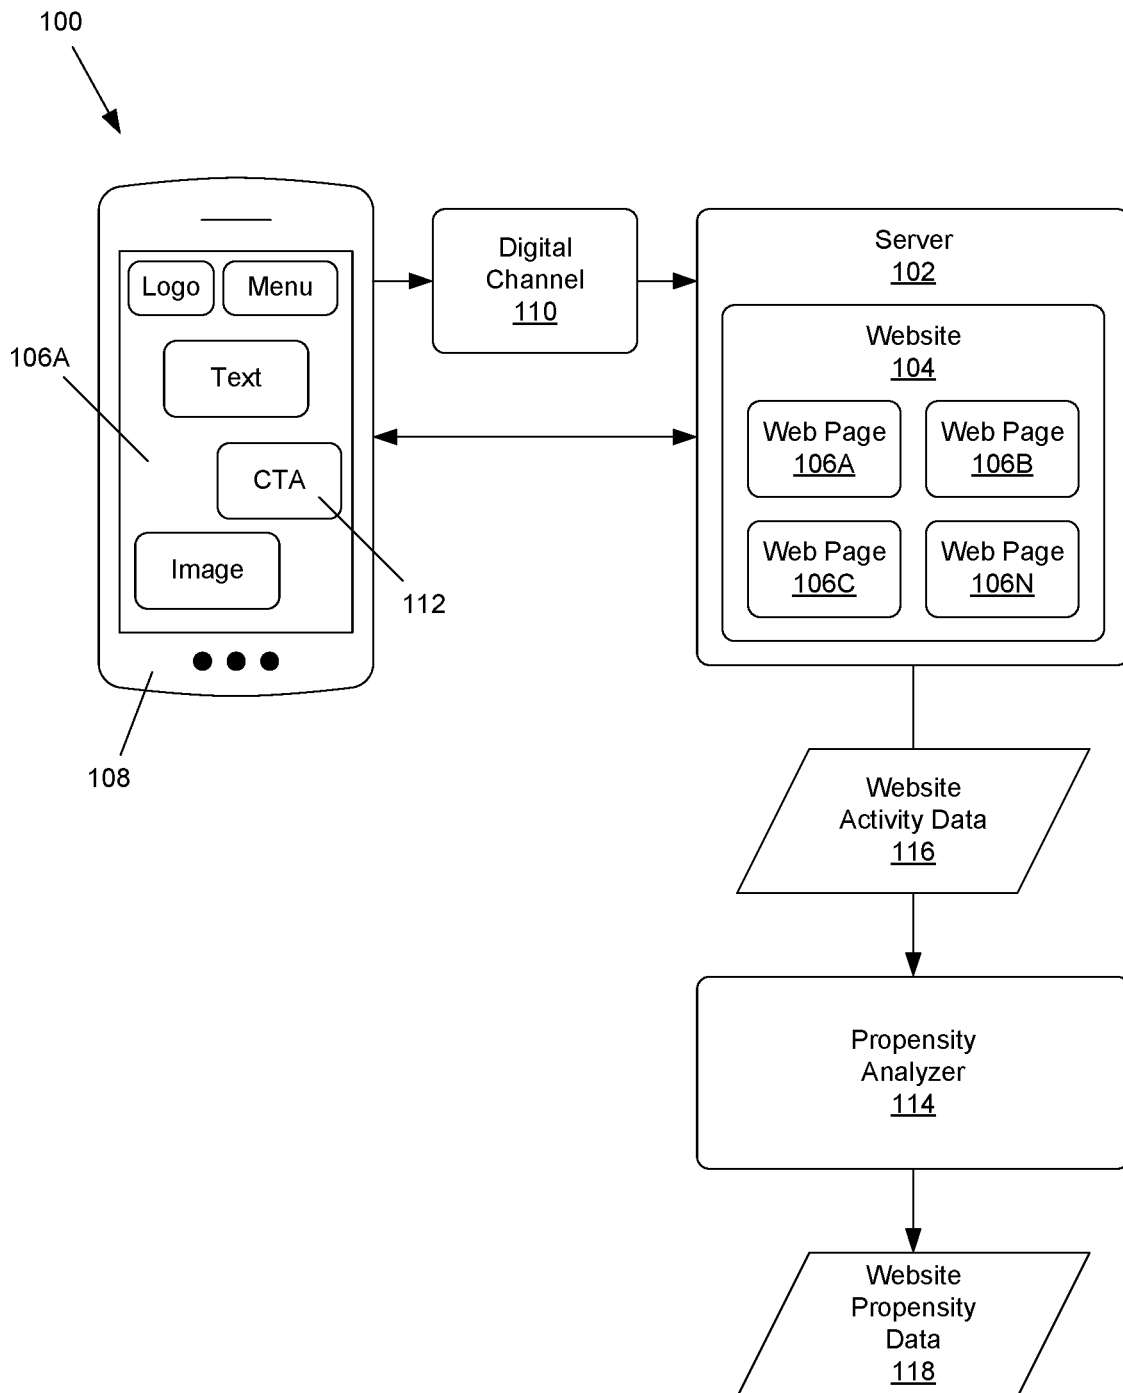 100
Logo
Menu
Text
106A
CTA
Image
112
108
Digital
Channel
110
Server
102
Website
104
Web Page
106A
Web Page
106B
Web Page
106C
Web Page
106N
Website
Activity Data
116
Propensity
Analyzer
114
Website
Propensity
Data
118